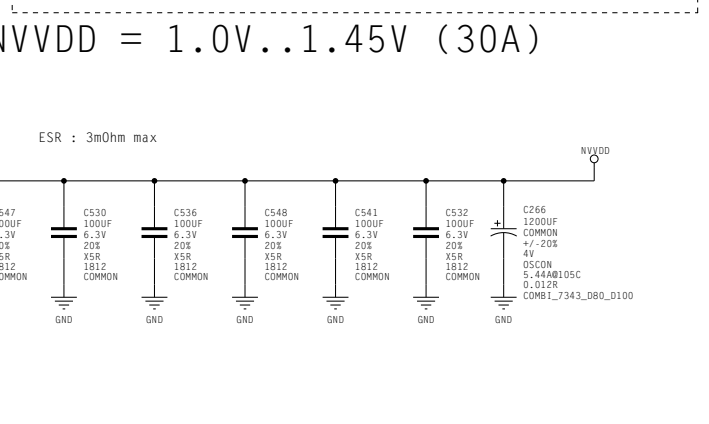 NVVDD = 1.0V..1.45V (30A)
ESR : 3mOhm max
NVVDD
C530
100UF
6.3V
20%
X5R
1812
COMMON
GND
C536
100UF
6.3V
20%
X5R
1812
COMMON
GND
C548
100UF
6.3V
20%
X5R
1812
COMMON
GND
C541
100UF
6.3V
20%
X5R
1812
COMMON
GND
C532
100UF
6.3V
20%
X5R
1812
COMMON
GND
+
C266
1200UF
COMMON
+/-20%
4V
OSCON
5.44A@105C
0.012R
COMBI_7343_D80_D100
GND